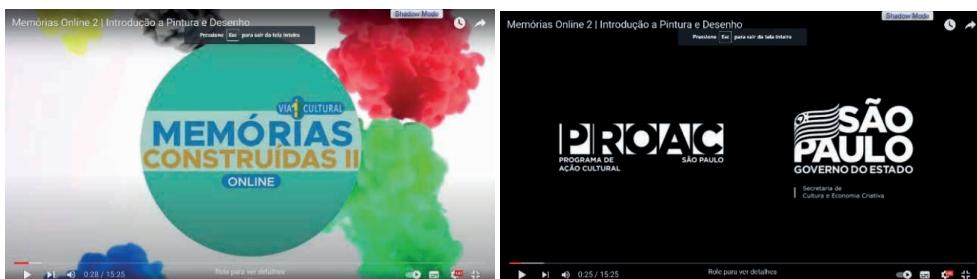 Memórias Online 2 | Introdução a Pintura e Desenho
Shadow Mode
Pressione Esc para sair da tela inteira
VIA CULTURAL
MEMÓRIAS
CONSTRUÍDAS II
ONLINE
0:28 / 15:25
Role para ver detalhes
Memórias Online 2 | Introdução a Pintura e Desenho
Shadow Mode
Pressione Esc para sair da tela inteira
PROAC
PROGRAMA DE
AÇÃO CULTURAL
SÃO PAULO
SÃO
PAULO
GOVERNO DO ESTADO
Secretaria de
Cultura e Economia Criativa
0:25 / 15:25
Role para ver detalhes